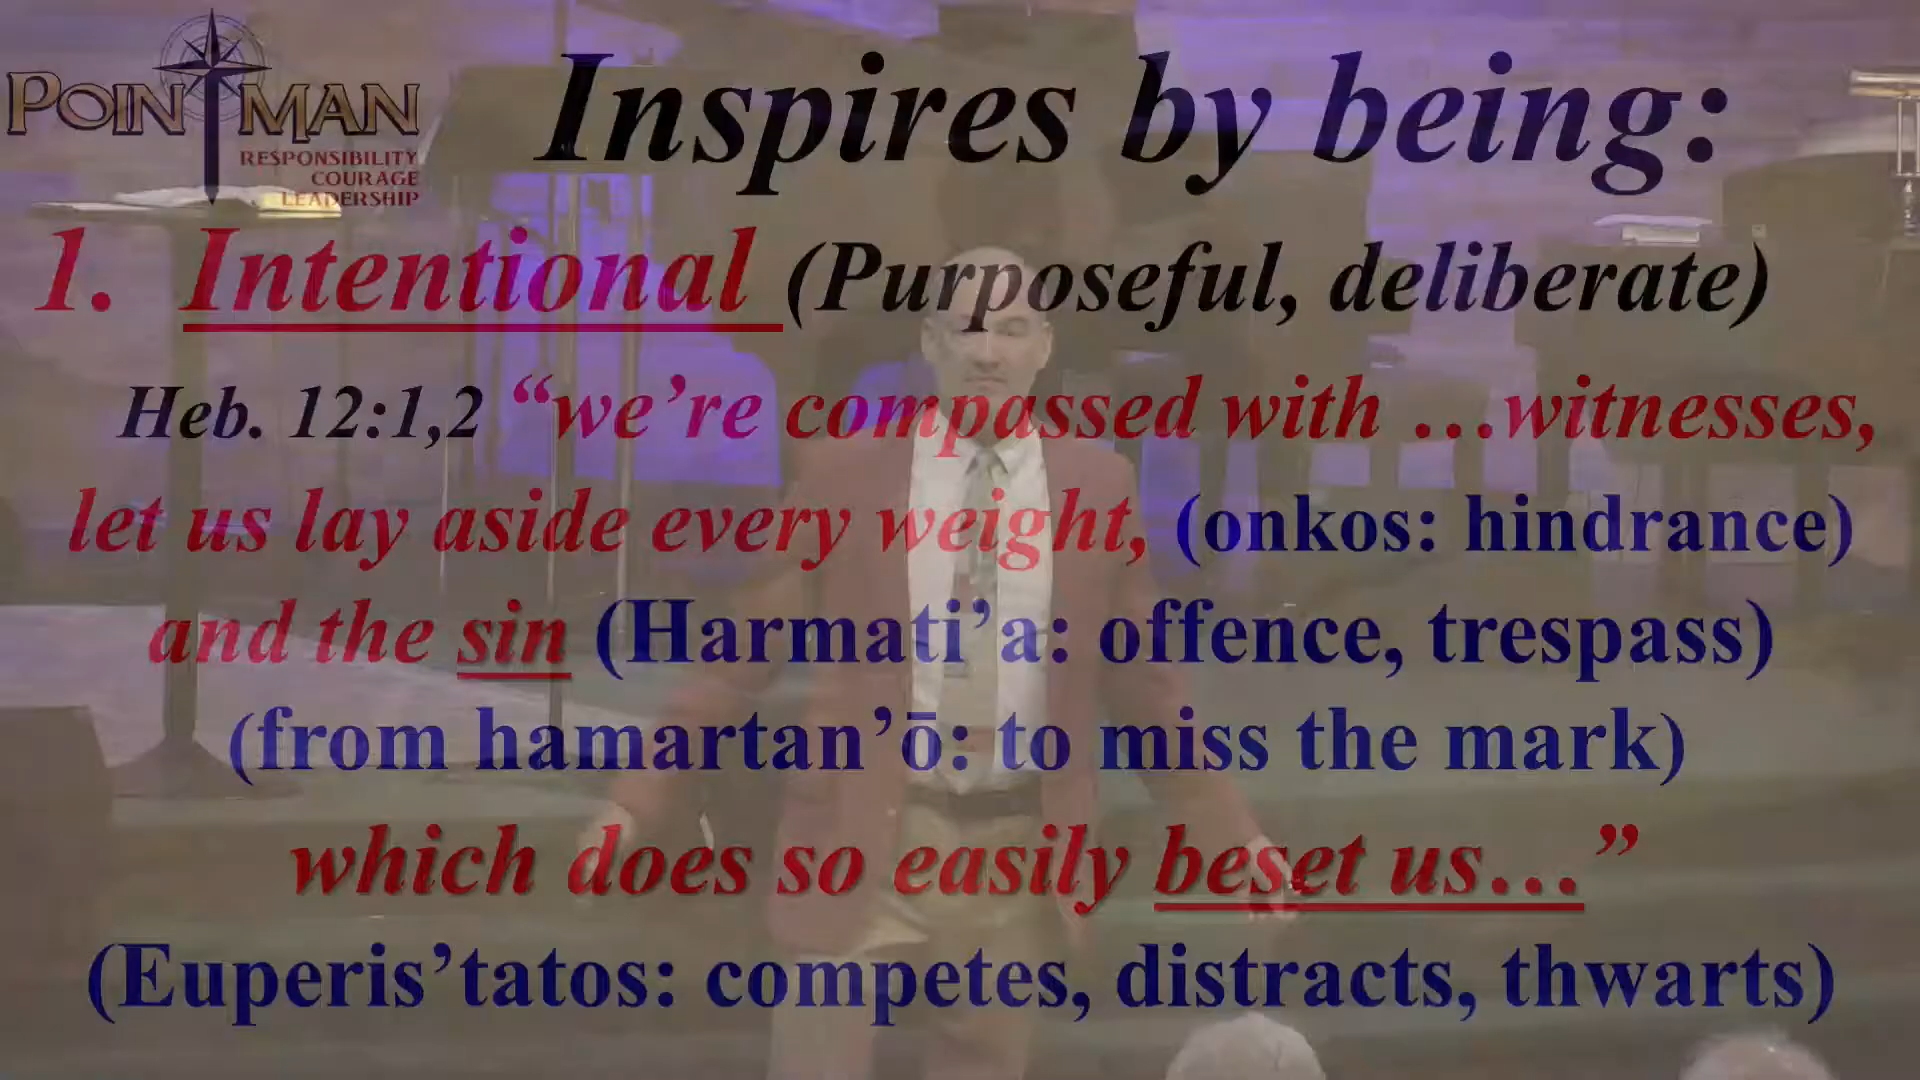 POINTMAN
RESPONSIBILITY
COURAGE
LEADERSHIP
Inspires by being:
1. Intentional (Purposeful, deliberate)
Heb. 12:1,2 “we’re compassed with …witnesses,
let us lay aside every weight, (onkos: hindrance)
and the sin (Harmati’a: offence, trespass)
(from hamartan’ō: to miss the mark)
which does so easily beset us…”
(Euperis’tatos: competes, distracts, thwarts)